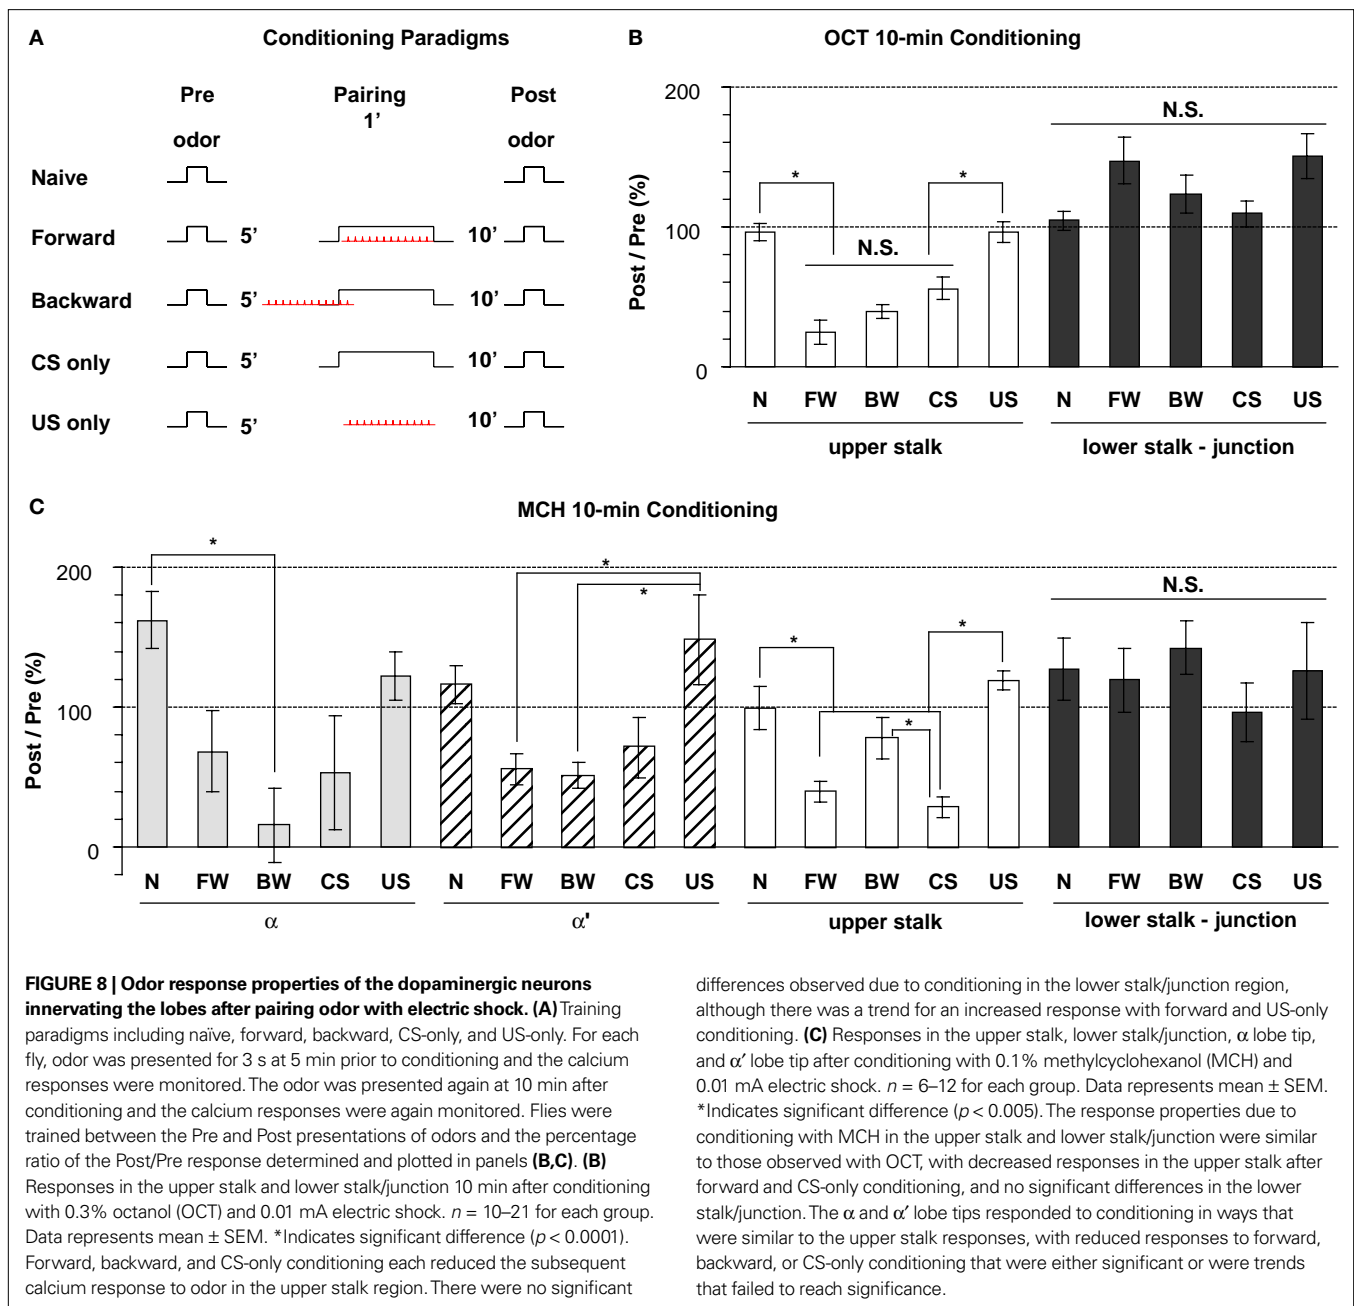 A
Conditioning Paradigms
Pre
Pairing
Post
1’
odor
odor
Naive
Forward
5’
10’
Backward
5’
10’
CS only
5’
10’
US only
5’
10’
B
OCT 10-min Conditioning
Post / Pre (%)
200
100
0
*
N.S.
*
N.S.
N FW BW CS US N FW BW CS US
upper stalk
lower stalk - junction
C
MCH 10-min Conditioning
Post / Pre (%)
200
100
0
*
*
*
*
*
*
N.S.
N FW BW CS US N FW BW CS US N FW BW CS US N FW BW CS US
α
α'
upper stalk
lower stalk - junction
FIGURE 8 | Odor response properties of the dopaminergic neurons
innervating the lobes after pairing odor with electric shock. (A) Training
paradigms including naïve, forward, backward, CS-only, and US-only. For each
fly, odor was presented for 3 s at 5 min prior to conditioning and the calcium
responses were monitored. The odor was presented again at 10 min after
conditioning and the calcium responses were again monitored. Flies were
trained between the Pre and Post presentations of odors and the percentage
ratio of the Post/Pre response determined and plotted in panels (B,C). (B)
Responses in the upper stalk and lower stalk/junction 10 min after conditioning
with 0.3% octanol (OCT) and 0.01 mA electric shock. n = 10–21 for each group.
Data represents mean ± SEM. *Indicates significant difference (p < 0.0001).
Forward, backward, and CS-only conditioning each reduced the subsequent
calcium response to odor in the upper stalk region. There were no significant
differences observed due to conditioning in the lower stalk/junction region,
although there was a trend for an increased response with forward and US-only
conditioning. (C) Responses in the upper stalk, lower stalk/junction, α lobe tip,
and α′ lobe tip after conditioning with 0.1% methylcyclohexanol (MCH) and
0.01 mA electric shock. n = 6–12 for each group. Data represents mean ± SEM.
*Indicates significant difference (p < 0.005). The response properties due to
conditioning with MCH in the upper stalk and lower stalk/junction were similar
to those observed with OCT, with decreased responses in the upper stalk after
forward and CS-only conditioning, and no significant differences in the lower
stalk/junction. The α and α′ lobe tips responded to conditioning in ways that
were similar to the upper stalk responses, with reduced responses to forward,
backward, or CS-only conditioning that were either significant or were trends
that failed to reach significance.